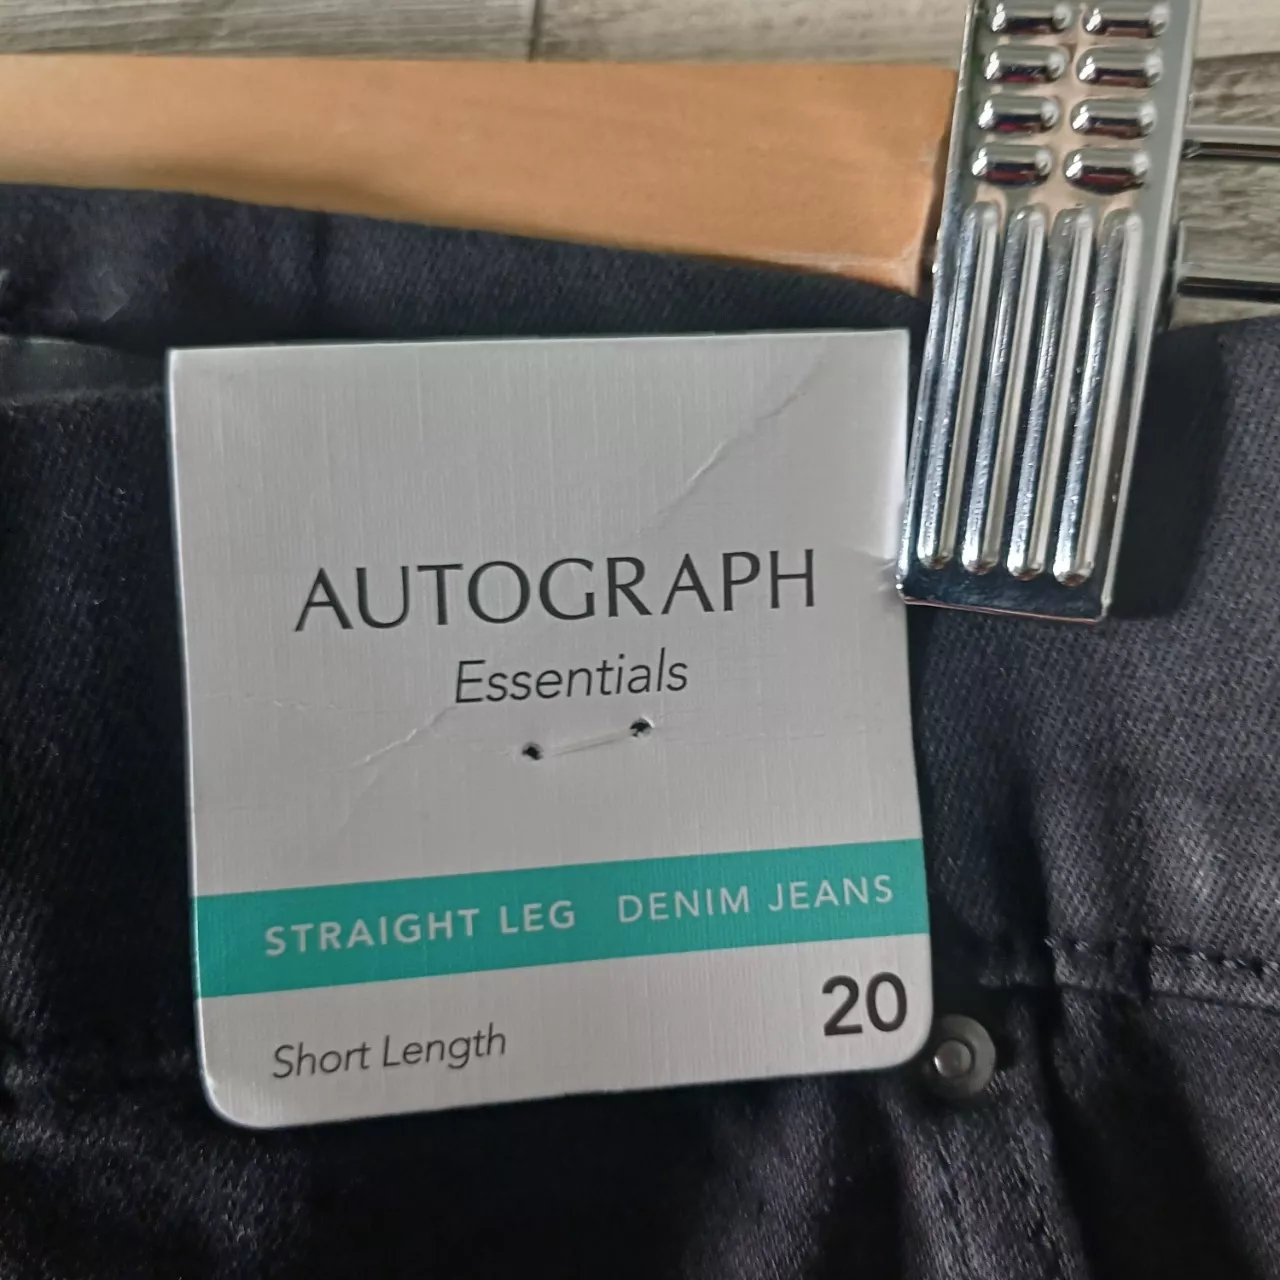 AUTOGRAPH
Essentials
STRAIGHT LEG DENIM JEANS
20
Short Length